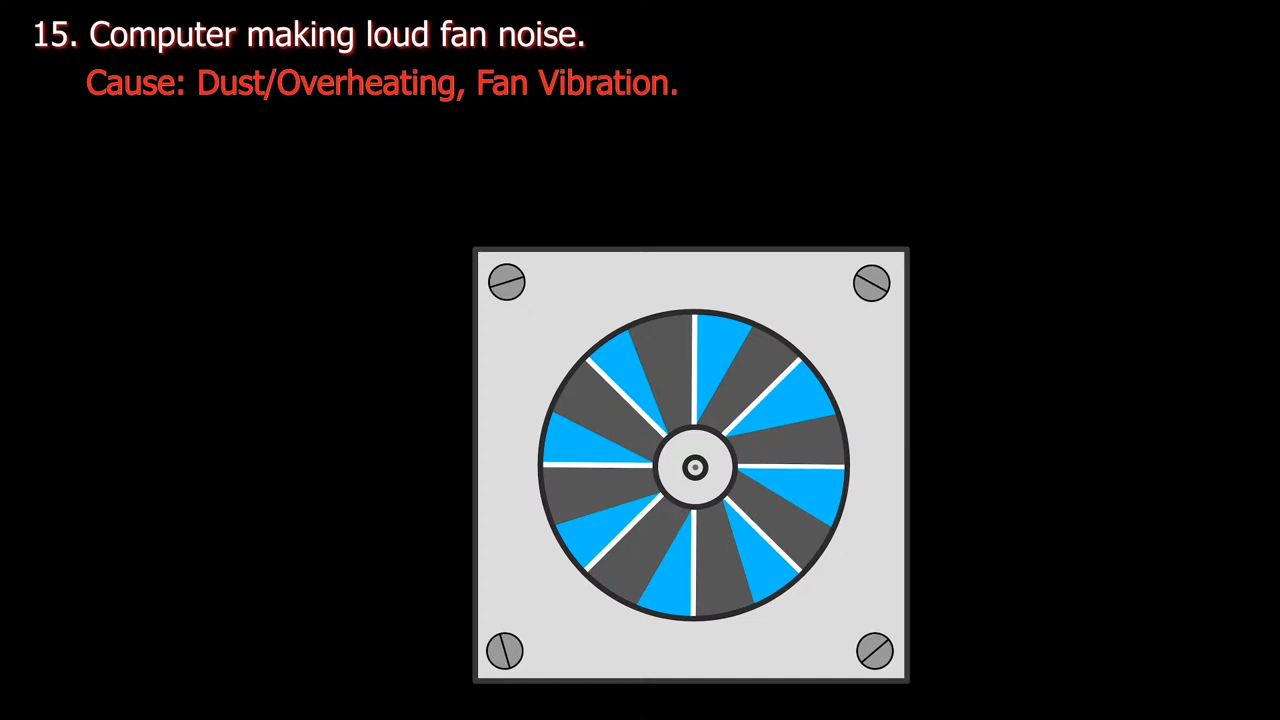 15. Computer making loud fan noise.
Cause: Dust/Overheating, Fan Vibration.